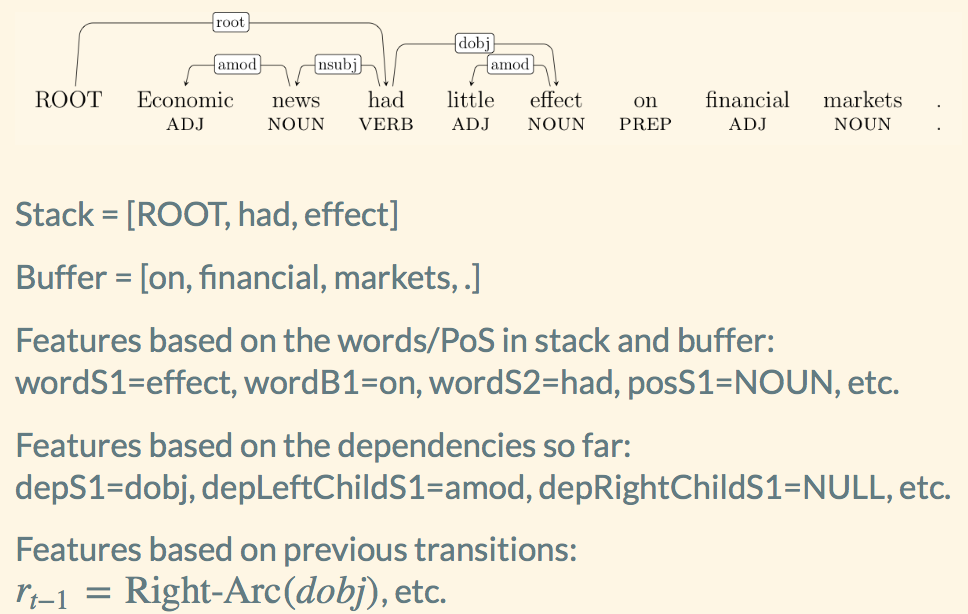 root
dobj
amod nsubj amod
ROOT Economic news had little effect on financial markets .
ADJ NOUN VERB ADJ NOUN PREP ADJ NOUN .
Stack = [ROOT, had, effect]
Buffer = [on, financial, markets, .]
Features based on the words/PoS in stack and buffer:
wordS1=effect, wordB1=on, wordS2=had, posS1=NOUN, etc.
Features based on the dependencies so far:
depS1=dobj, depLeftChildS1=amod, depRightChildS1=NULL, etc.
Features based on previous transitions:
r_{t−1} = Right-Arc(dobj), etc.